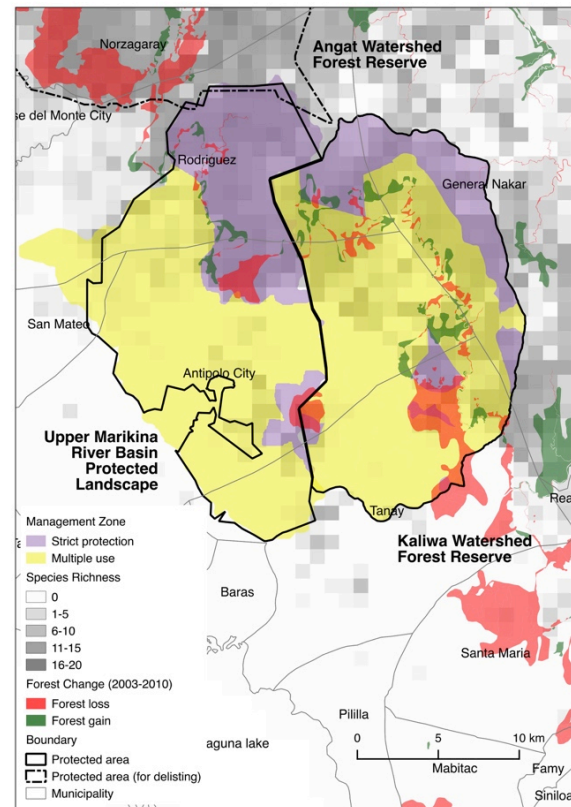 Norzagaray
Angat Watershed
Forest Reserve
se del Monte City
Rodriguez
General Nakar
San Mateo
Antipolo City
Upper Marikina
River Basin
Protected
Landscape
Tanay
Rea
Kaliwa Watershed
Forest Reserve
Management Zone
Strict protection
Multiple use
Species Richness
0
1-5
6-10
11-15
16-20
Forest Change (2003-2010)
Forest loss
Forest gain
Boundary
Protected area
Protected area (for delisting)
Municipality
Baras
Santa Maria
Pililla
aguna lake
0 5 10 km
Mabitac
Famy
Siniloa